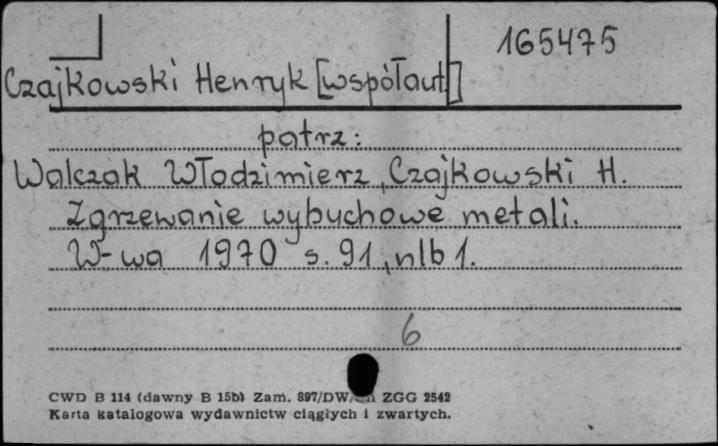 165475
Czajkowski Henryk [współaut.]
patrz:
Walczak Włodzimierz, Czajkowski H.
Zgrzewanie wybuchowe metali.
W-wa 1970 s. 91, nlb 1.
6
CWD B 114 (dawny B 15b) Zam. 897/DW/ ZGG 2542
Karta katalogowa wydawnictw ciągłych i zwartych.